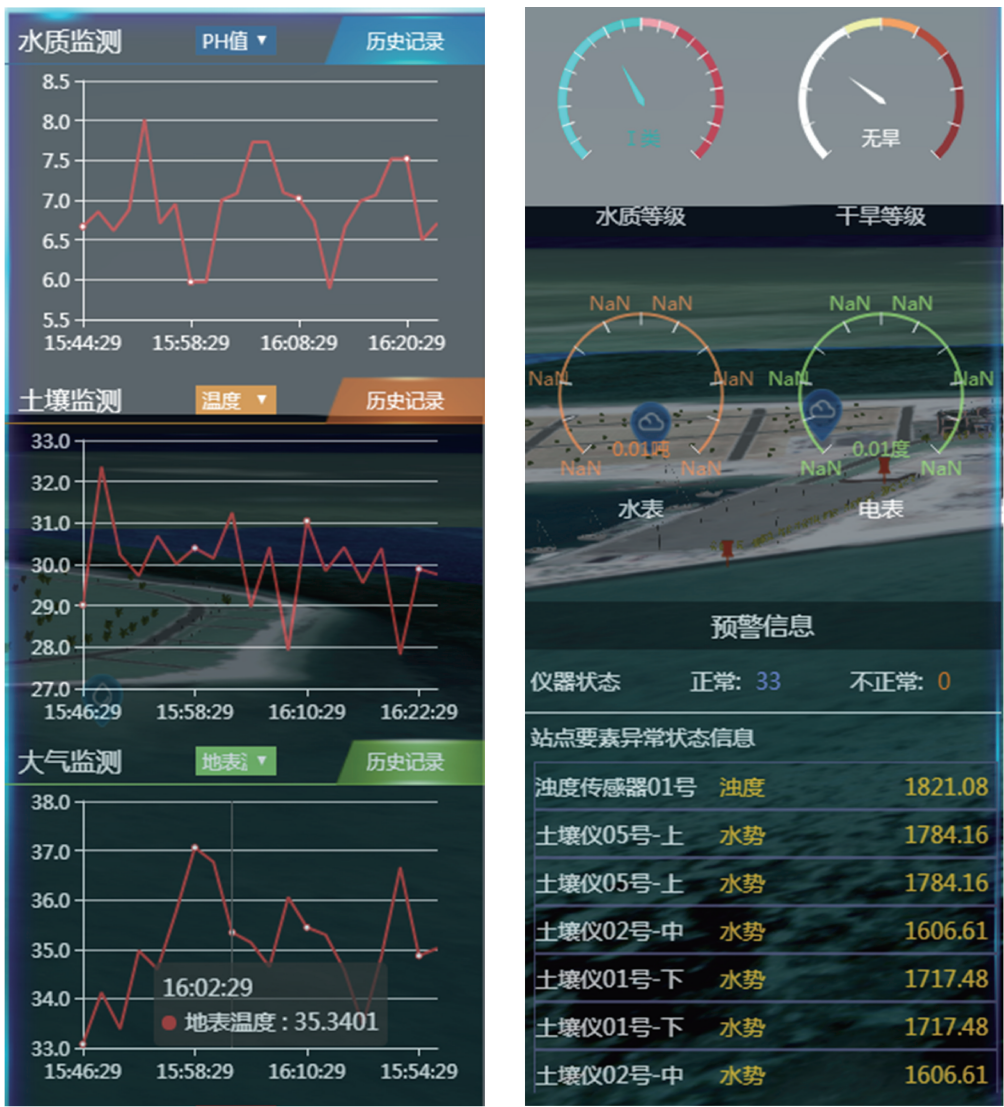 水质监测 PH值 ▼ 历史记录
8.5
8.0
7.5
7.0
6.5
6.0
5.5
15:44:29 15:58:29 16:08:29 16:20:29
土壤监测 温度 ▼ 历史记录
33.0
32.0
31.0
30.0
29.0
28.0
27.0
15:46:29 15:58:29 16:10:29 16:22:29
大气监测 地表 ▼ 历史记录
38.0
37.0
36.0
35.0
34.0
33.0
16:02:29
地表温度 : 35.3401
15:46:29 15:58:29 16:10:29 15:54:29
无旱
水质等级 干旱等级
NaN NaN NaN NaN
NaN NaN NaN NaN
0.01吨 0.01度
NaN NaN NaN NaN
水表 电表
预警信息
仪器状态 正常: 33 不正常: 0
站点要素异常状态信息
浊度传感器01号 浊度 1821.08
土壤仪05号-上 水势 1784.16
土壤仪05号-上 水势 1784.16
土壤仪02号-中 水势 1606.61
土壤仪01号-下 水势 1717.48
土壤仪01号-下 水势 1717.48
土壤仪02号-中 水势 1606.61